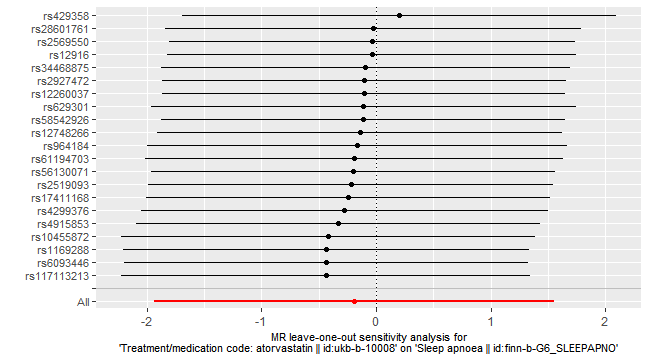 rs429358
rs28601761
rs2569550
rs12916
rs34468875
rs2927472
rs12260037
rs629301
rs58542926
rs12748266
rs964184
rs61194703
rs56130071
rs2519093
rs17411168
rs4299376
rs4915853
rs10455872
rs1169288
rs6093446
rs117113213
All
-2 -1 0 1 2
MR leave-one-out sensitivity analysis for
'Treatment/medication code: atorvastatin || id:ukb-b-10008' on 'Sleep apnoea || id:finn-b-G6_SLEEPAPNO'